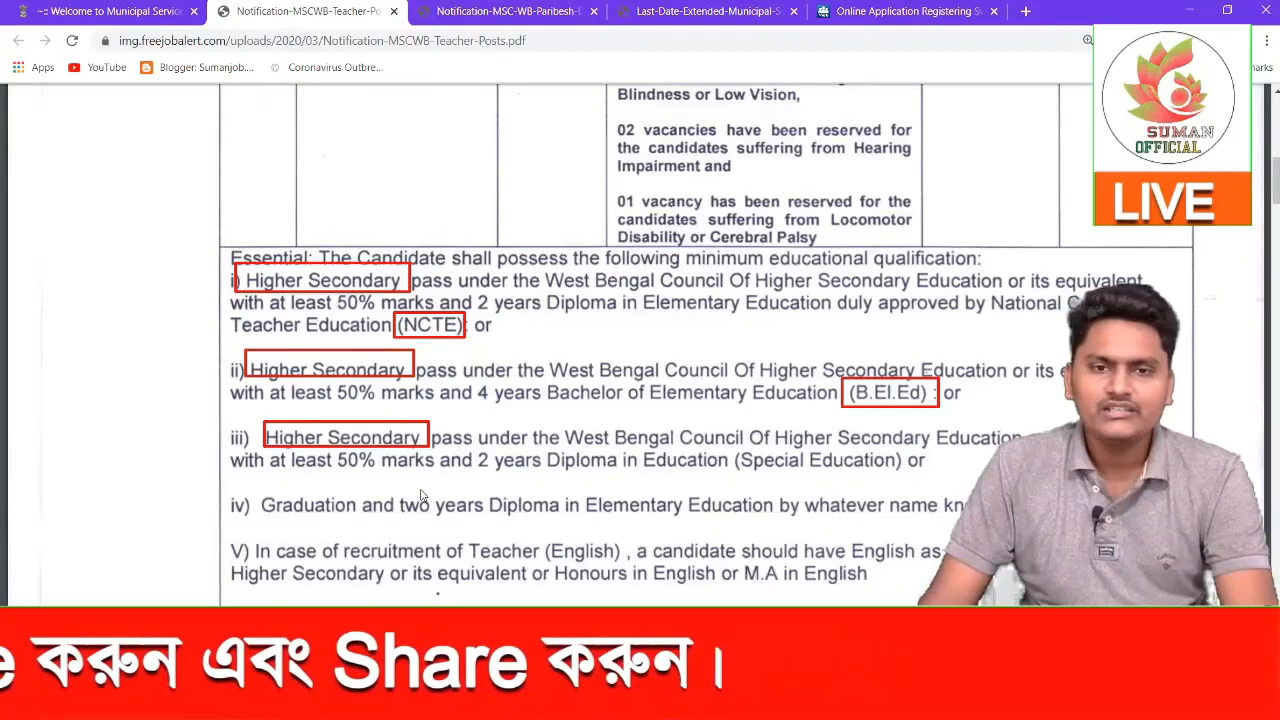 -:: Welcome to Municipal Service
Notification-MSCWB-Teacher-Po
Notification-MSC-WB-Paribesh-
Last-Date-Extended-Municipal-S
Online Application Registering S
img.freejobalert.com/uploads/2020/03/Notification-MSCWB-Teacher-Posts.pdf
Apps
YouTube
Blogger: Sumanjob....
Coronavirus Outbre...
marks
Blindness or Low Vision,
02 vacancies have been reserved for
the candidates suffering from Hearing
Impairment and
01 vacancy has been reserved for the
candidates suffering from Locomotor
Disability or Cerebral Palsy
SUMAN
OFFICIAL
LIVE
Essential: The Candidate shall possess the following minimum educational qualification:
i) Higher Secondary pass under the West Bengal Council Of Higher Secondary Education or its equivalent
with at least 50% marks and 2 years Diploma in Elementary Education duly approved by National C
Teacher Education (NCTE): or
ii) Higher Secondary pass under the West Bengal Council Of Higher Secondary Education or its e
with at least 50% marks and 4 years Bachelor of Elementary Education (B.El.Ed) : or
iii) Higher Secondary pass under the West Bengal Council Of Higher Secondary Education
with at least 50% marks and 2 years Diploma in Education (Special Education) or
iv) Graduation and two years Diploma in Elementary Education by whatever name kn
V) In case of recruitment of Teacher (English) , a candidate should have English as
Higher Secondary or its equivalent or Honours in English or M.A in English
e করুন এবং Share করুন।